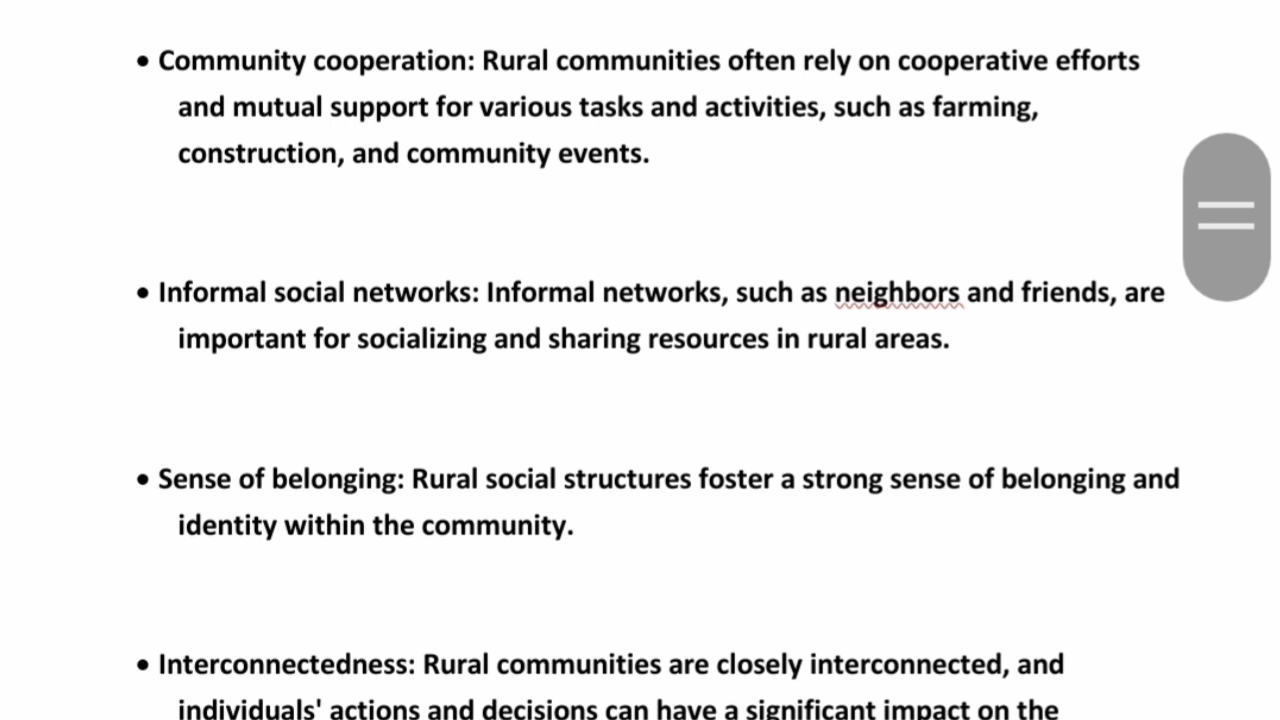 • Community cooperation: Rural communities often rely on cooperative efforts
and mutual support for various tasks and activities, such as farming,
construction, and community events.
• Informal social networks: Informal networks, such as neighbors and friends, are
important for socializing and sharing resources in rural areas.
• Sense of belonging: Rural social structures foster a strong sense of belonging and
identity within the community.
• Interconnectedness: Rural communities are closely interconnected, and
individuals' actions and decisions can have a significant impact on the